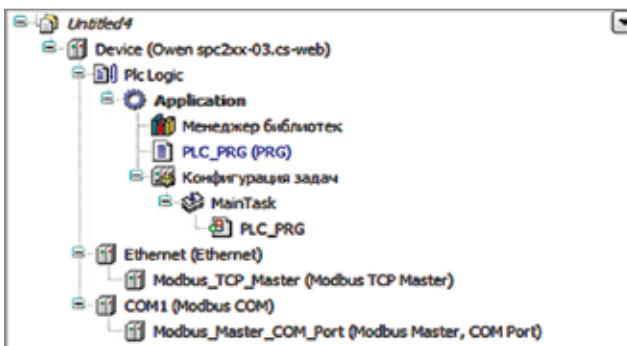 Untitled4
Device (Owen spc2xx-03.cs-web)
Plc Logic
Application
Менеджер библиотек
PLC_PRG (PRG)
Конфигурация задач
MainTask
PLC_PRG
Ethernet (Ethernet)
Modbus_TCP_Master (Modbus TCP Master)
COM1 (Modbus COM)
Modbus_Master_COM_Port (Modbus Master, COM Port)